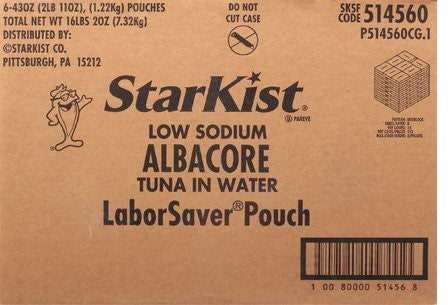 6-43OZ (2LB 11OZ), (1.22KG) POUCHES
TOTAL NET WT 16LBS 2OZ (7.32KG)
DISTRIBUTED BY:
©STARKIST CO.
PITTSBURGH, PA 15212
DO NOT
CUT CASE
SKSF
CODE 514560
P514560CG.1
StarKist®
PAREVE
LOW SODIUM
ALBACORE
TUNA IN WATER
LaborSaver® Pouch
1 00 80000 51456 8